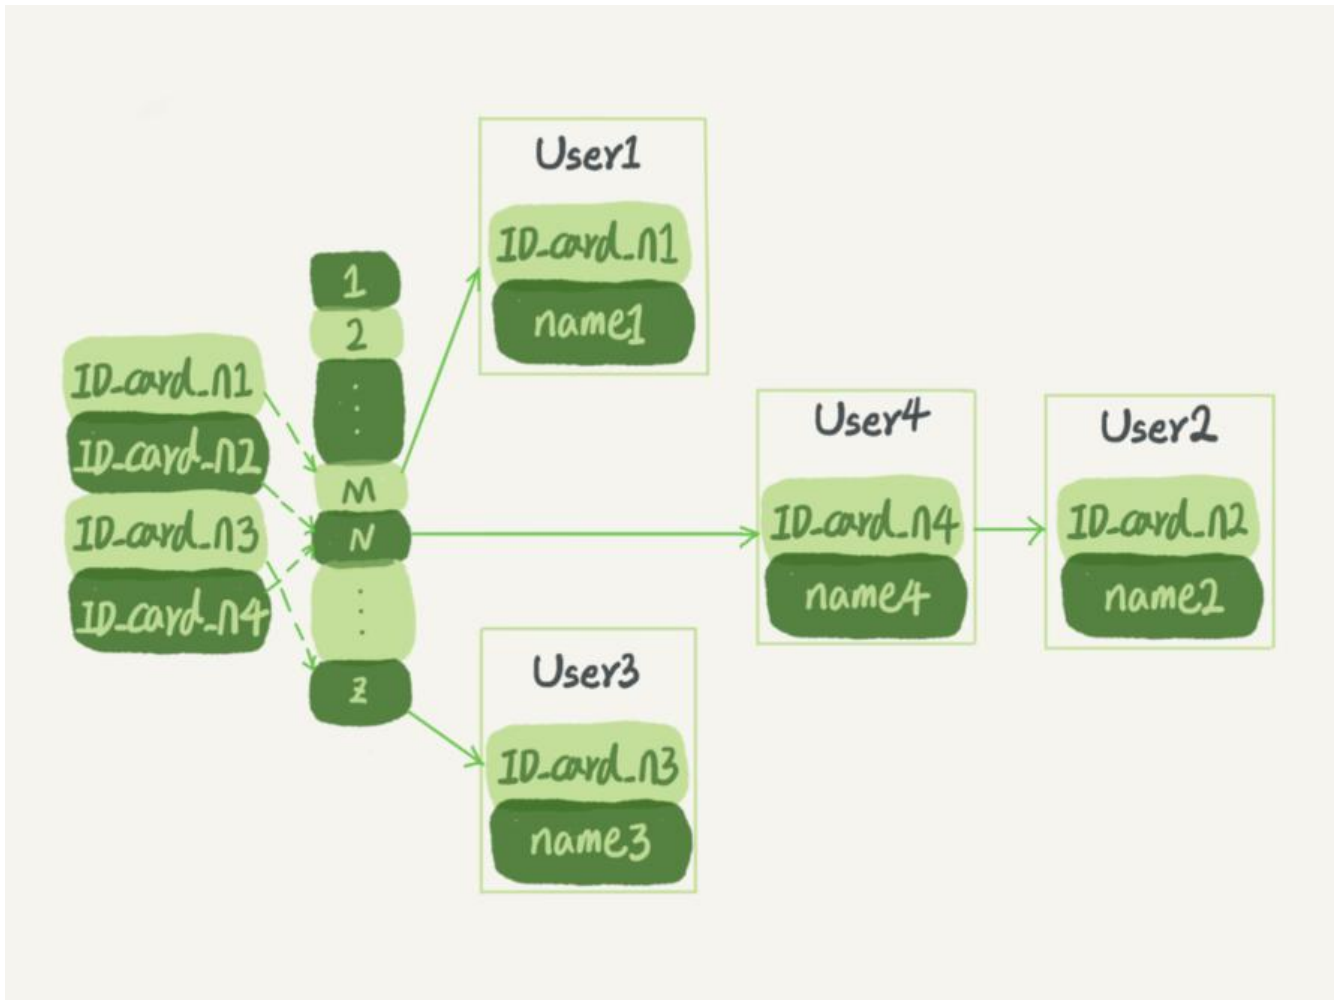 ID_card_n1
ID_card_n2
ID_card_n3
ID_card_n4
1
2
M
N
Z
User1
ID_card_n1
name1
User4
ID_card_n4
name4
User2
ID_card_n2
name2
User3
ID_card_n3
name3